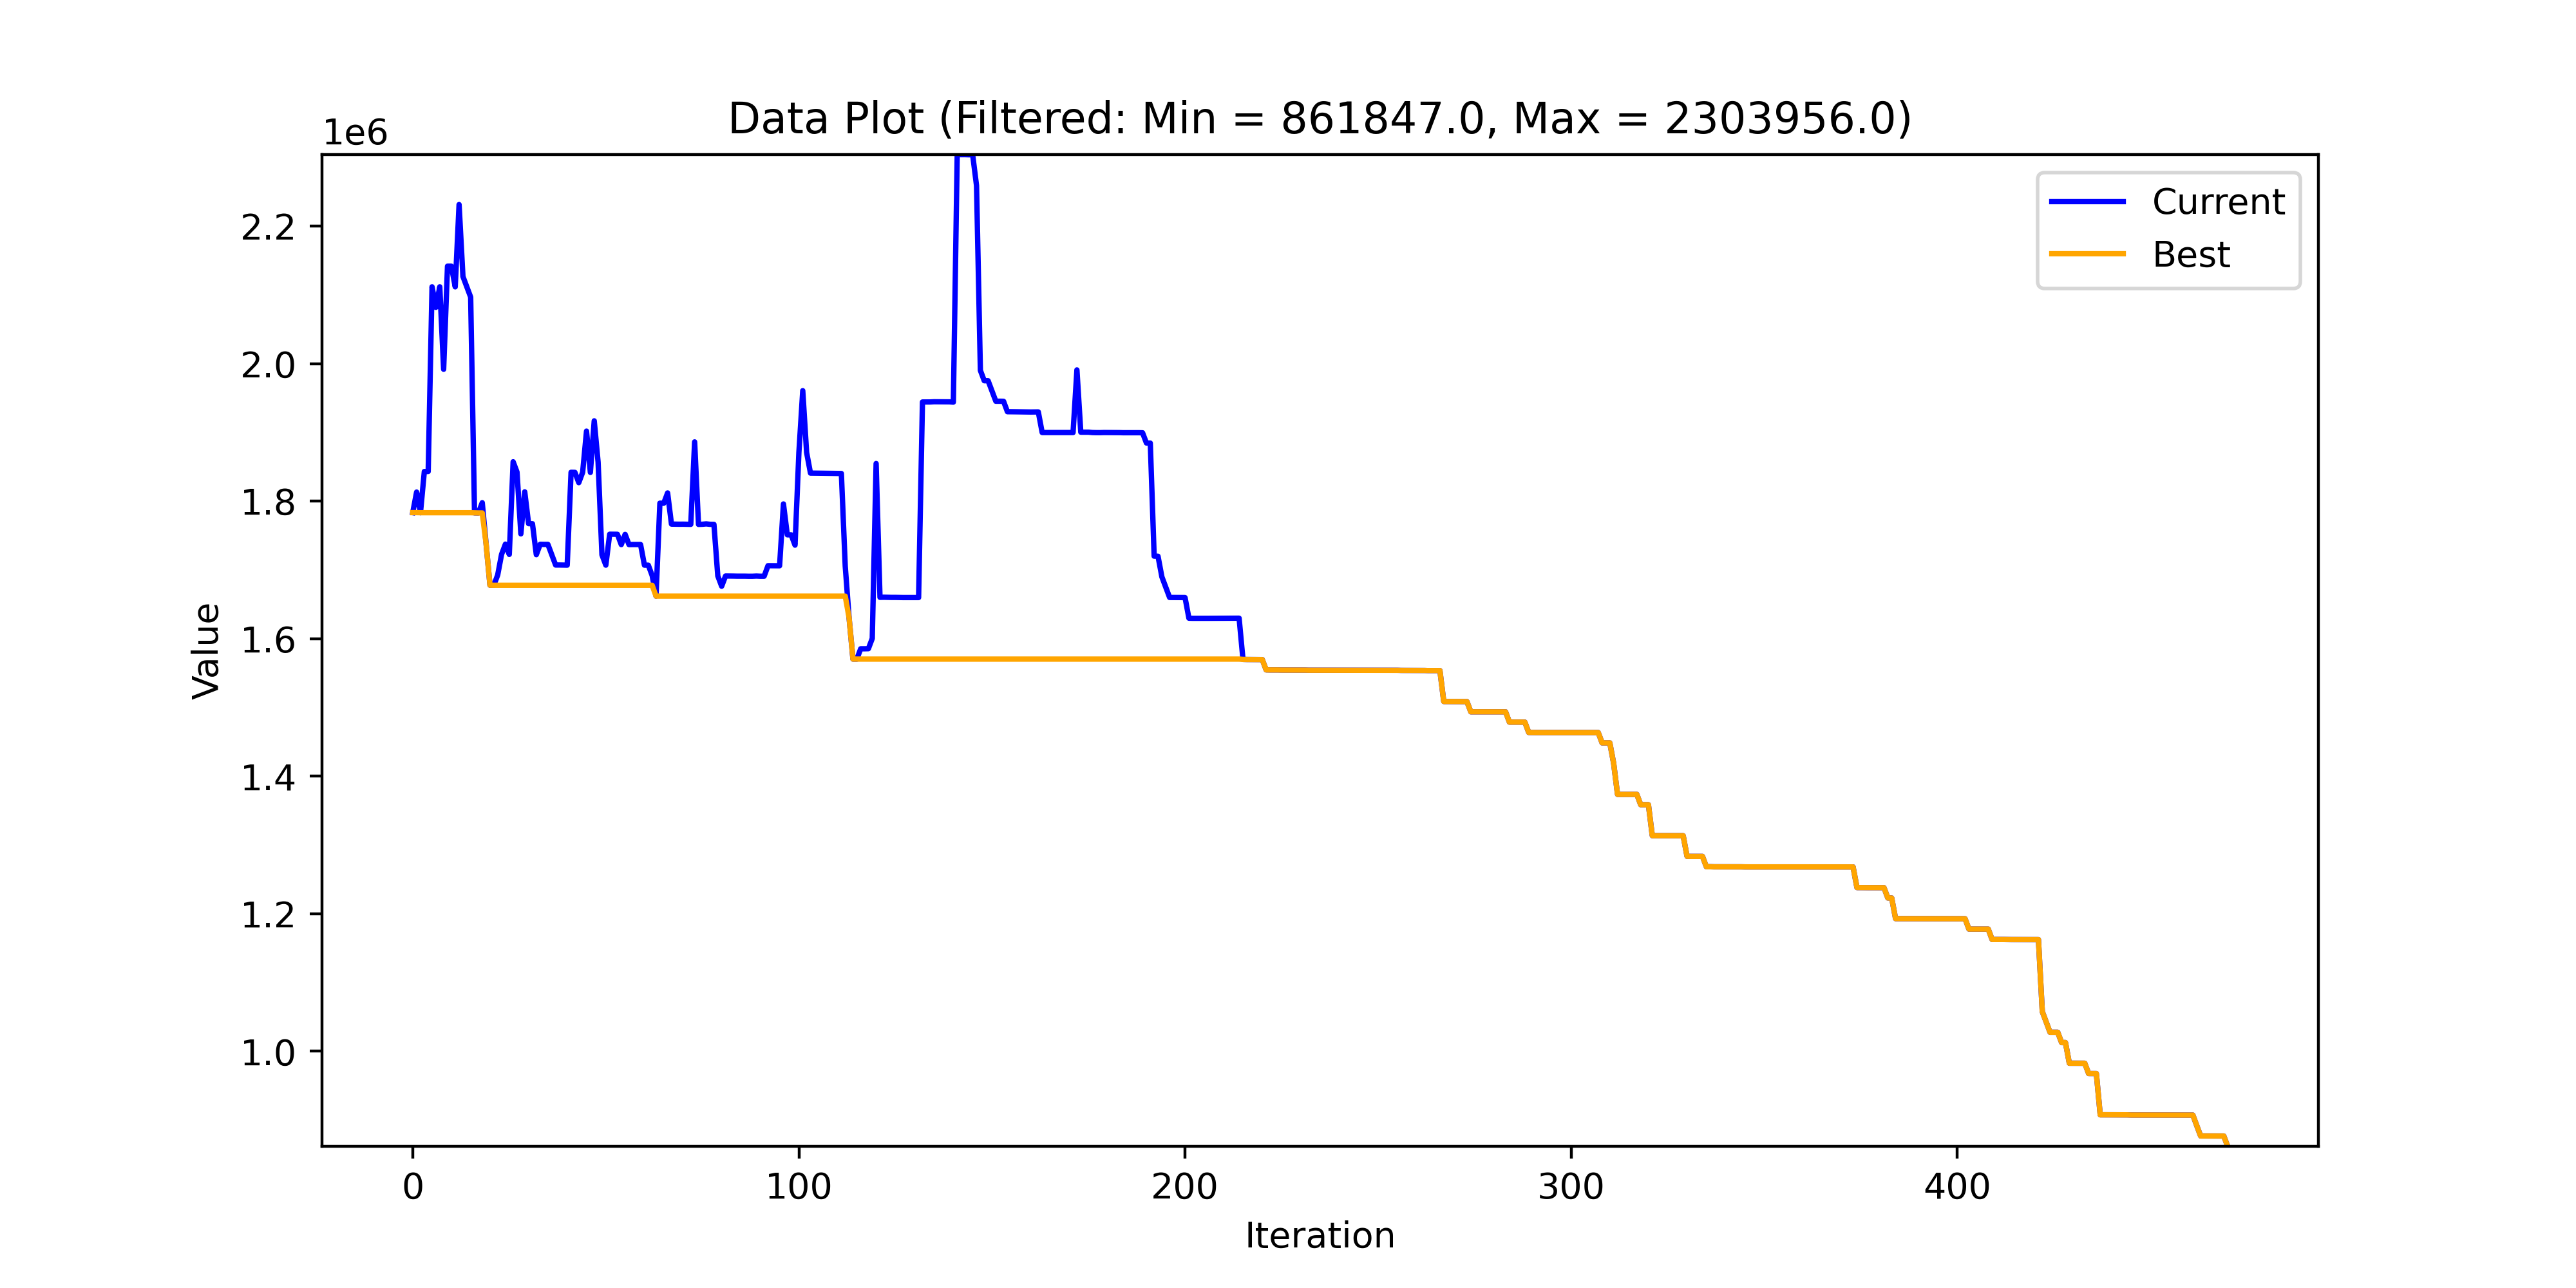 Data Plot (Filtered: Min = 861847.0, Max = 2303956.0)
1e6
Current
Best
2.2
2.0
1.8
1.6
1.4
1.2
1.0
Value
0 100 200 300 400
Iteration